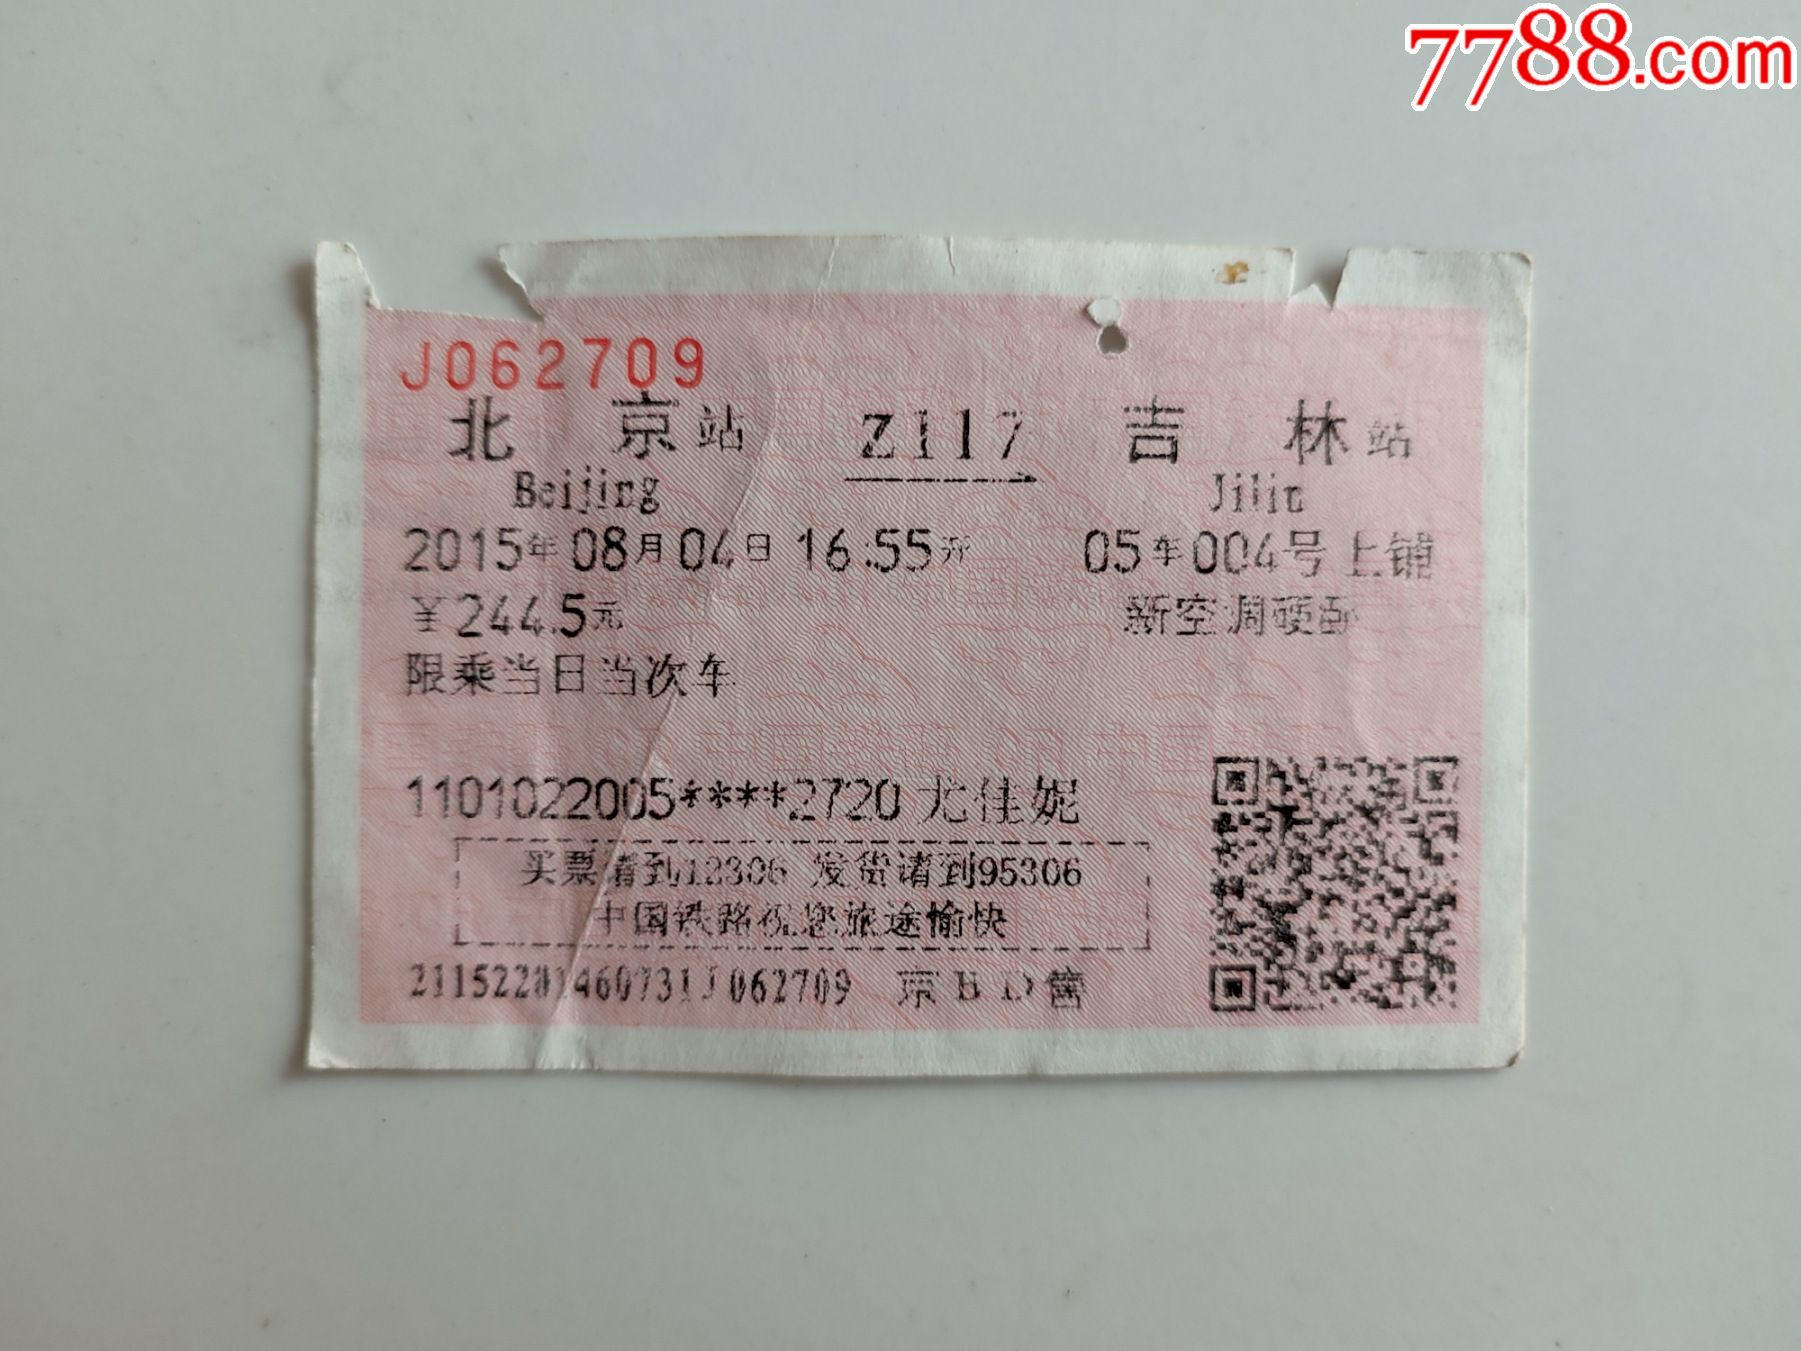 7788.com
J062709
北京站 Z117 吉林站
Beijing Jilin
2015年08月04日 16:55开 05车004号上铺
￥244.5元 新空调硬卧
限乘当日当次车
1101022005****2720 尤佳妮
买票请到12306 发货请到95306
中国铁路祝您旅途愉快
21152281460731J062709 京BD售